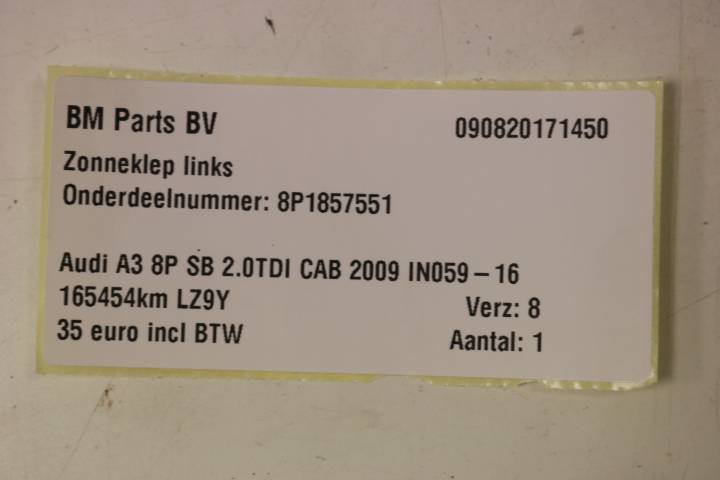 BM Parts BV 090820171450
Zonneklep links
Onderdeelnummer: 8P1857551
Audi A3 8P SB 2.0TDI CAB 2009 IN059 – 16
165454km LZ9Y Verz: 8
35 euro incl BTW Aantal: 1